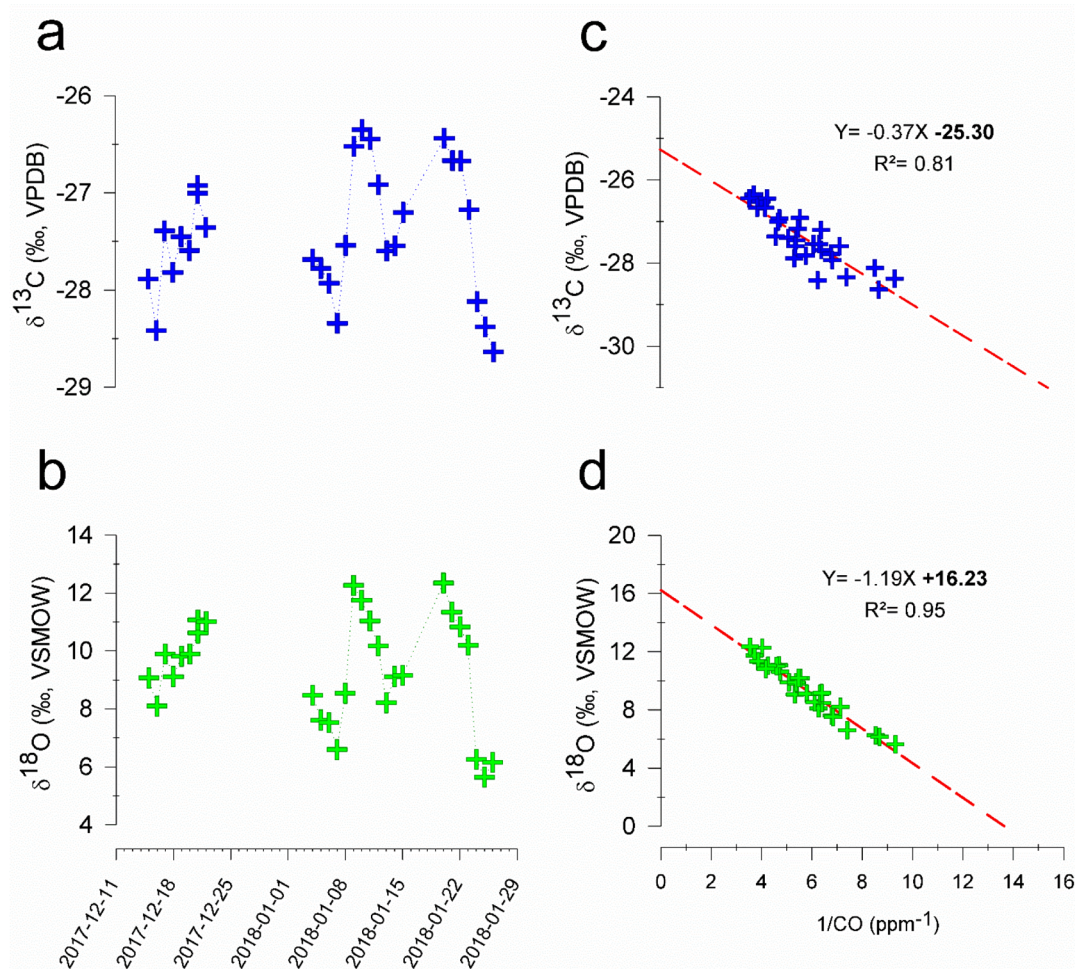 a
δ13C (‰, VPDB)
-26
-27
-28
-29
c
δ13C (‰, VPDB)
-24
-26
-28
-30
Y= -0.37X -25.30
R²= 0.81
b
δ18O (‰, VSMOW)
14
12
10
8
6
4
2017-12-11
2017-12-18
2017-12-25
2018-01-01
2018-01-08
2018-01-15
2018-01-22
2018-01-29
d
δ18O (‰, VSMOW)
20
16
12
8
4
0
Y= -1.19X +16.23
R²= 0.95
0 2 4 6 8 10 12 14 16
1/CO (ppm-1)